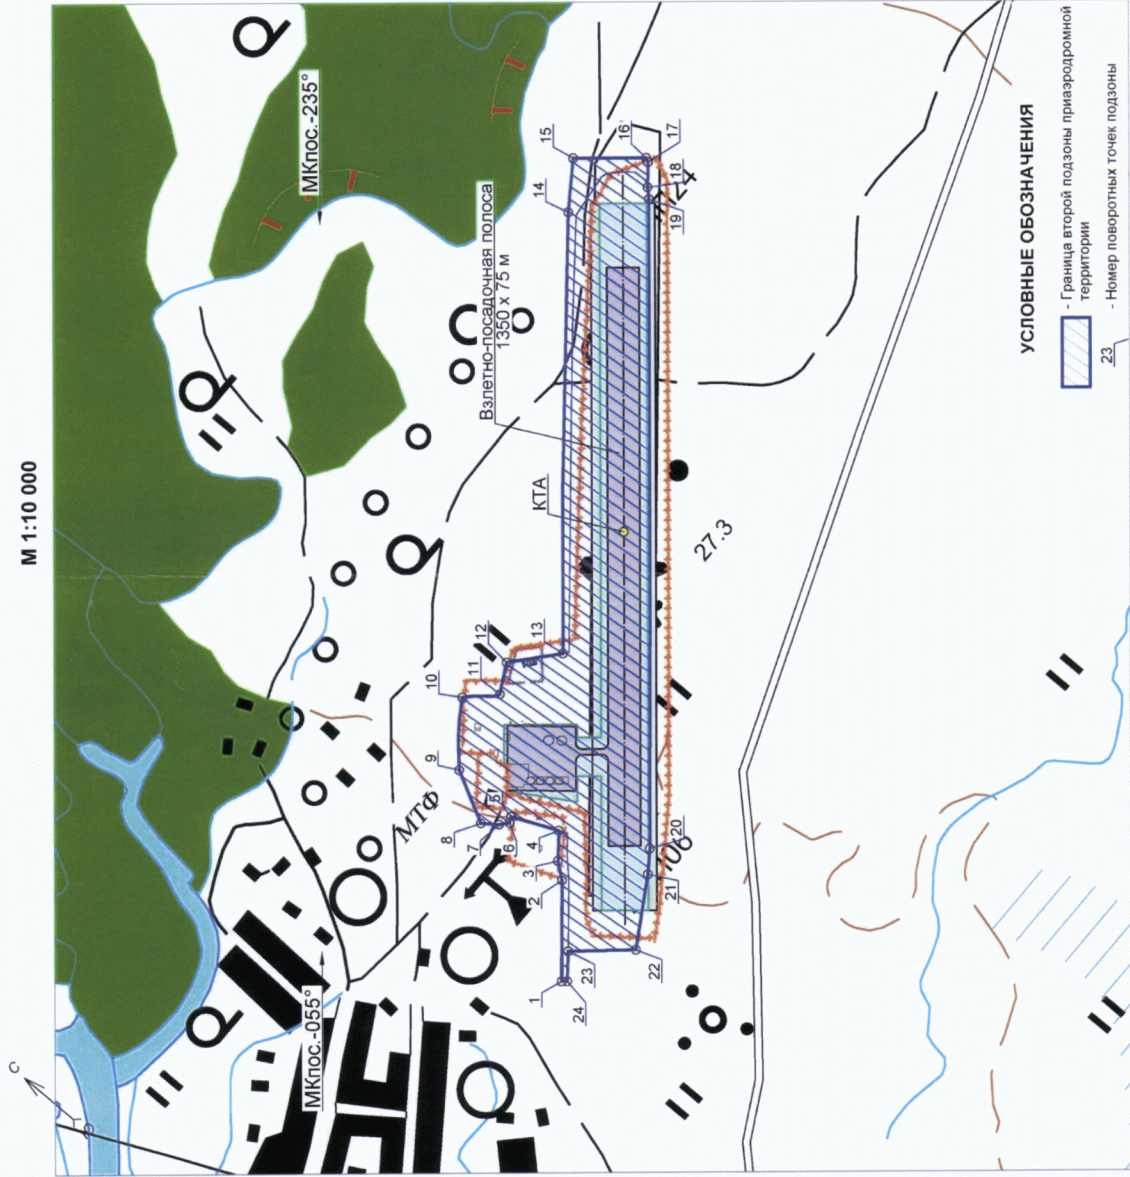 М 1:10 000
С
МКпос.-055°
МКпос.-235°
МТФ
Взлетно-посадочная полоса
1350 х 75 м
КТА
27.3
1
2
3
4
5
6
7
8
9
10
11
12
13
14
15
16
17
18
19
20
21
22
23
24
УСЛОВНЫЕ ОБОЗНАЧЕНИЯ
- Граница второй подзоны приаэродромной
территории
23 - Номер поворотных точек подзоны